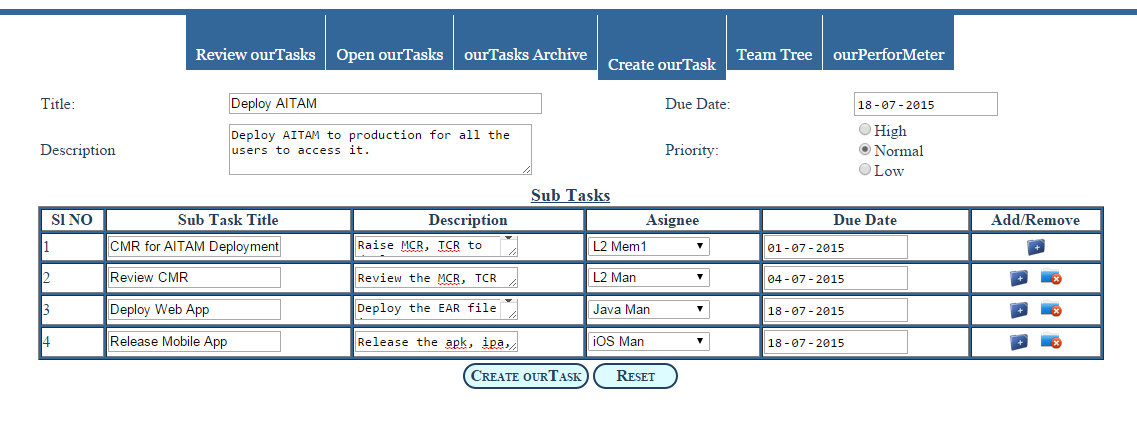 Review ourTasks Open ourTasks ourTasks Archive Create ourTask Team Tree ourPerforMeter
Title: Deploy AITAM Due Date: 18-07-2015
Description Deploy AITAM to production for all the
users to access it.
Priority: High
Normal
Low
Sub Tasks
Sl NO Sub Task Title Description Asignee Due Date Add/Remove
1 CMR for AITAM Deployment Raise MCR, TCR to L2 Mem1 01-07-2015
2 Review CMR Review the MCR, TCR L2 Man 04-07-2015
3 Deploy Web App Deploy the EAR file Java Man 18-07-2015
4 Release Mobile App Release the apk, ipa, iOS Man 18-07-2015
Create ourTask Reset